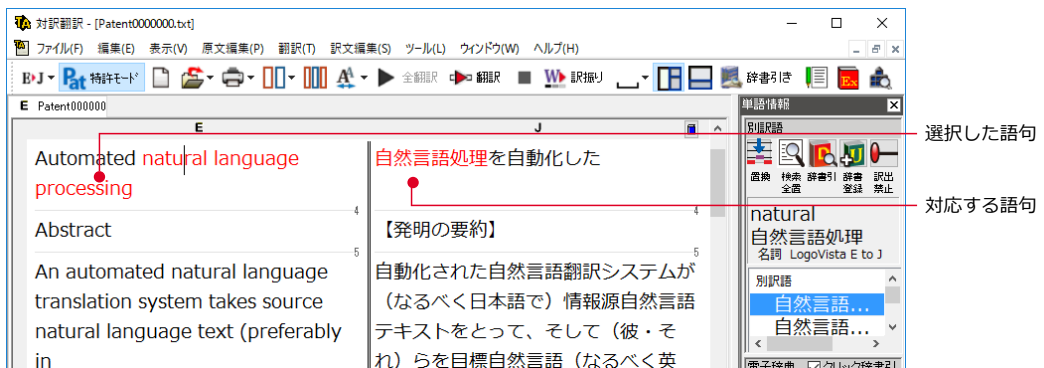 対訳翻訳 - [Patent0000000.txt]
ファイル(F) 編集(E) 表示(V) 原文編集(P) 翻訳(T) 訳文編集(S) ツール(L) ウィンドウ(W) ヘルプ(H)
E▸J Pat 特許モード A 全翻訳 翻訳 W 訳振り 辞書引き Ex
E Patent000000
単語情報
E J
別訳語
選択した語句
Automated natural language
processing
自然言語処理を自動化した
置換 検索全置 辞書引 辞書登録 訳出禁止
対応する語句
4 4
natural
自然言語処理
名詞 LogoVista E to J
Abstract
【発明の要約】
5 5
別訳語
自然言語...
自然言語...
An automated natural language
translation system takes source
natural language text (preferably
in
自動化された自然言語翻訳システムが
（なるべく日本語で）情報源自然言語
テキストをとって、そして（彼・そ
れ）らを目標自然言語（なるべく英
電子辞典 クリック辞書引